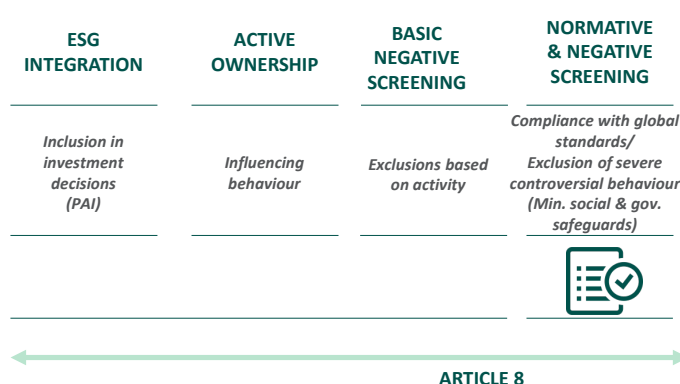 ESG
INTEGRATION
ACTIVE
OWNERSHIP
BASIC
NEGATIVE
SCREENING
NORMATIVE
& NEGATIVE
SCREENING
Inclusion in
investment
decisions
(PAI)
Influencing
behaviour
Exclusions based
on activity
Compliance with global
standards/
Exclusion of severe
controversial behaviour
(Min. social & gov.
safeguards)
ARTICLE 8